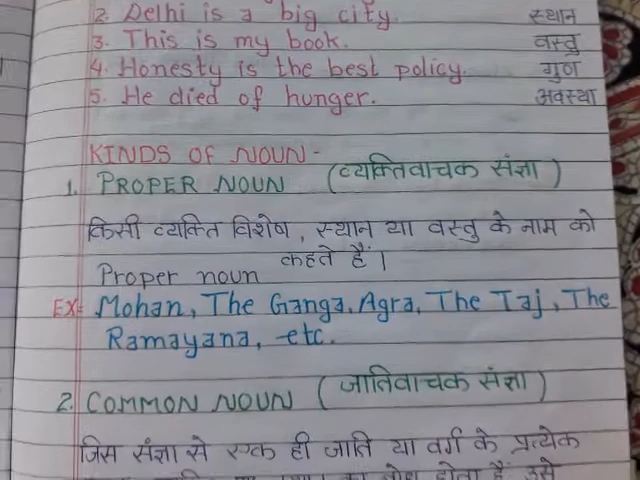 2. Delhi is a big city. स्थान
3. This is my book. वस्तु
4. Honesty is the best policy. गुण
5. He died of hunger. अवस्था
KINDS OF NOUN -
1. PROPER NOUN (व्यक्तिवाचक संज्ञा)
किसी व्यक्ति विशेष, स्थान या वस्तु के नाम को
Proper noun कहते हैं।
EX= Mohan, The Ganga, Agra, The Taj, The
Ramayana, etc.
2. COMMON NOUN (जातिवाचक संज्ञा)
जिस संज्ञा से एक ही जाति या वर्ग के प्रत्येक
का बोध होता हैं उसे